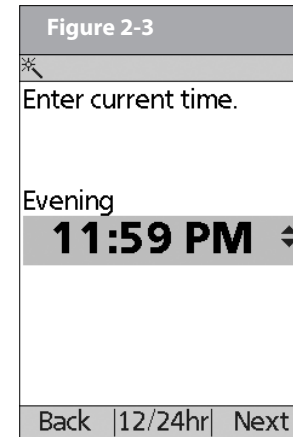 Figure 2-3
Enter current time.
Evening
11:59 PM
Back |12/24hr| Next